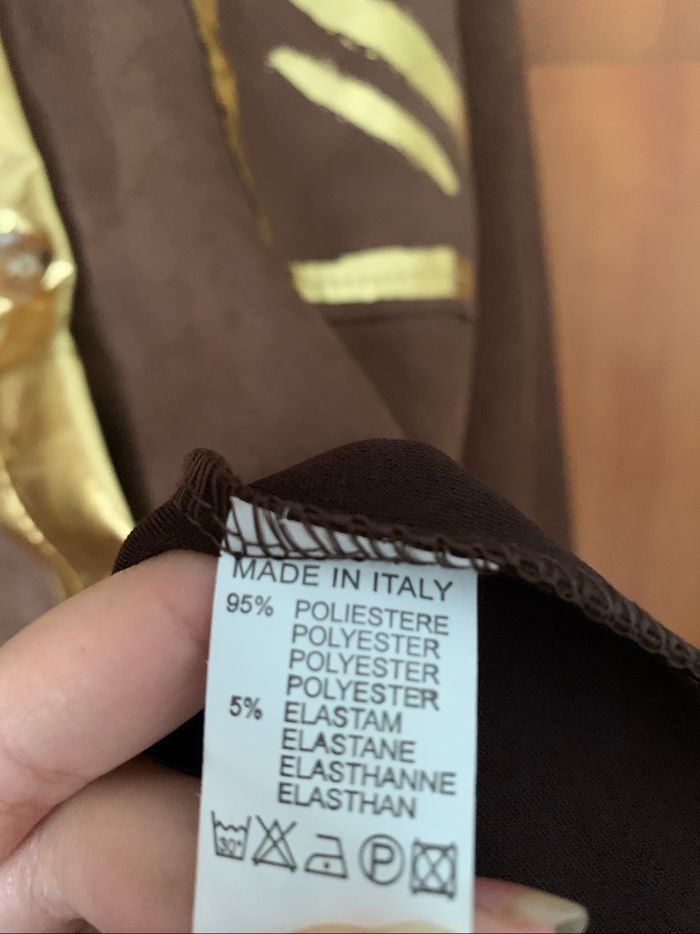 MADE IN ITALY
95% POLIESTERE
POLYESTER
POLYESTER
POLYESTER
5% ELASTAM
ELASTANE
ELASTHANNE
ELASTHAN
30° P